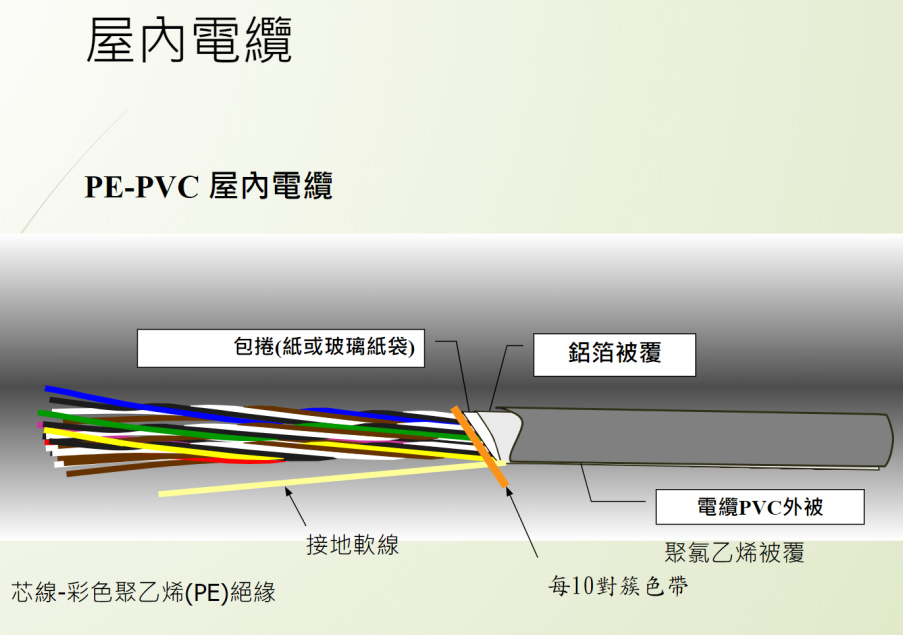 屋內電纜
PE-PVC 屋內電纜
包捲(紙或玻璃紙袋)
鋁箔被覆
電纜PVC外被
接地軟線
聚氯乙烯被覆
芯線-彩色聚乙烯(PE)絕緣
每10對簇色帶